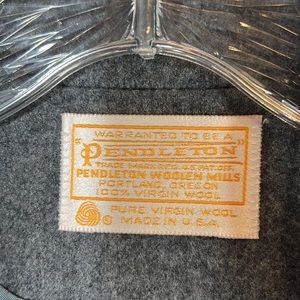 WARRANTED TO BE A
"PENDLETON"
TRADE MARK REG. U.S. PAT. OFF.
PENDLETON WOOLEN MILLS
PORTLAND, OREGON
100% VIRGIN WOOL
PURE VIRGIN WOOL
MADE IN U.S.A.